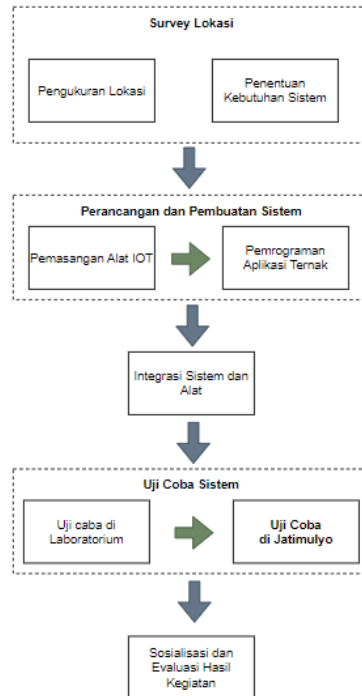 Survey Lokasi
Pengukuran Lokasi
Penentuan
Kebutuhan Sistem
Perancangan dan Pembuatan Sistem
Pemasangan Alat IOT
Pemrograman
Aplikasi Ternak
Integrasi Sistem dan
Alat
Uji Coba Sistem
Uji caba di
Laboratorium
Uji Coba
di Jatimulyo
Sosialisasi dan
Evaluasi Hasil
Kegiatan